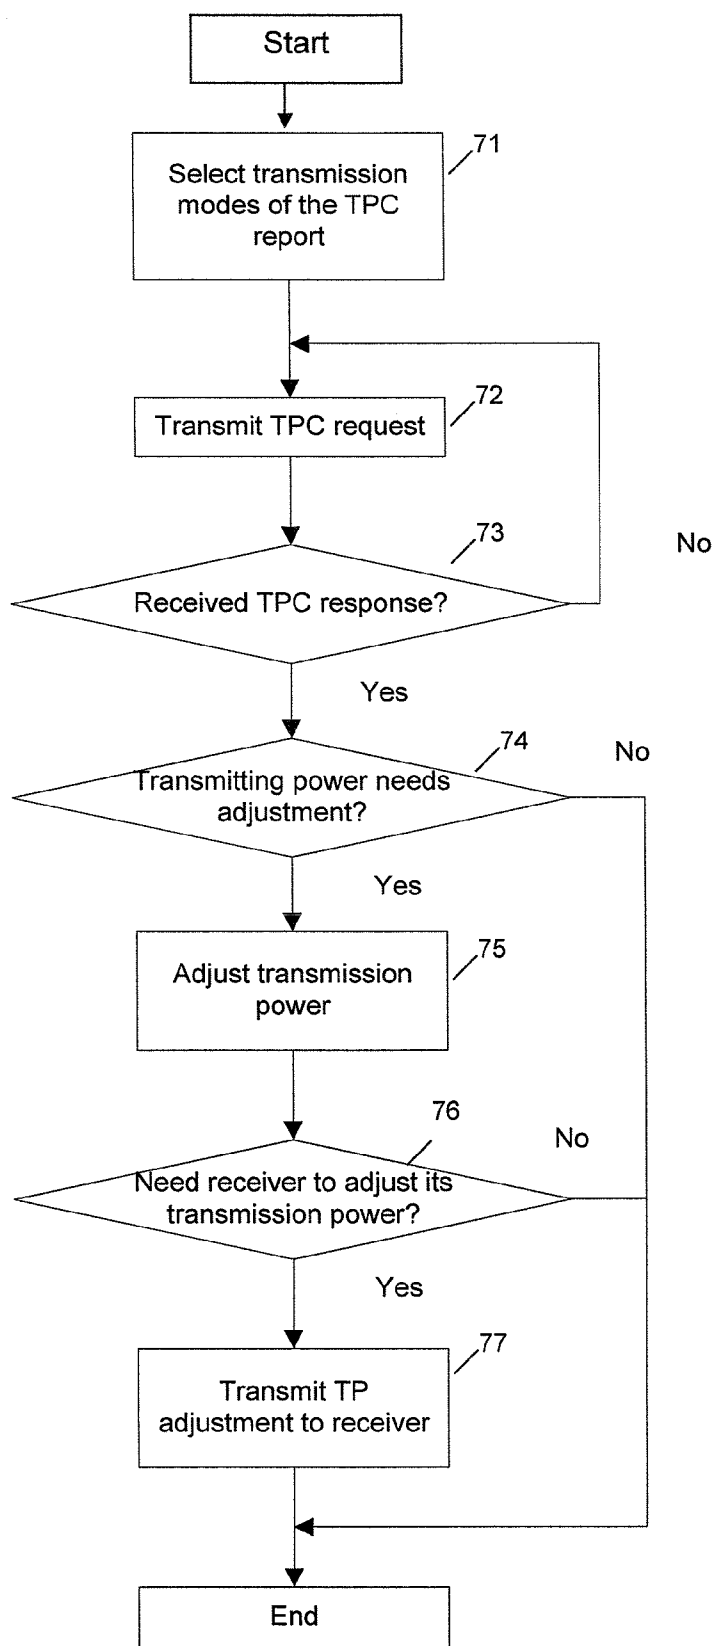 Start
71
Select transmission
modes of the TPC
report
72
Transmit TPC request
73
No
Received TPC response?
Yes
74
No
Transmitting power needs
adjustment?
Yes
75
Adjust transmission
power
76
No
Need receiver to adjust its
transmission power?
Yes
77
Transmit TP
adjustment to receiver
End